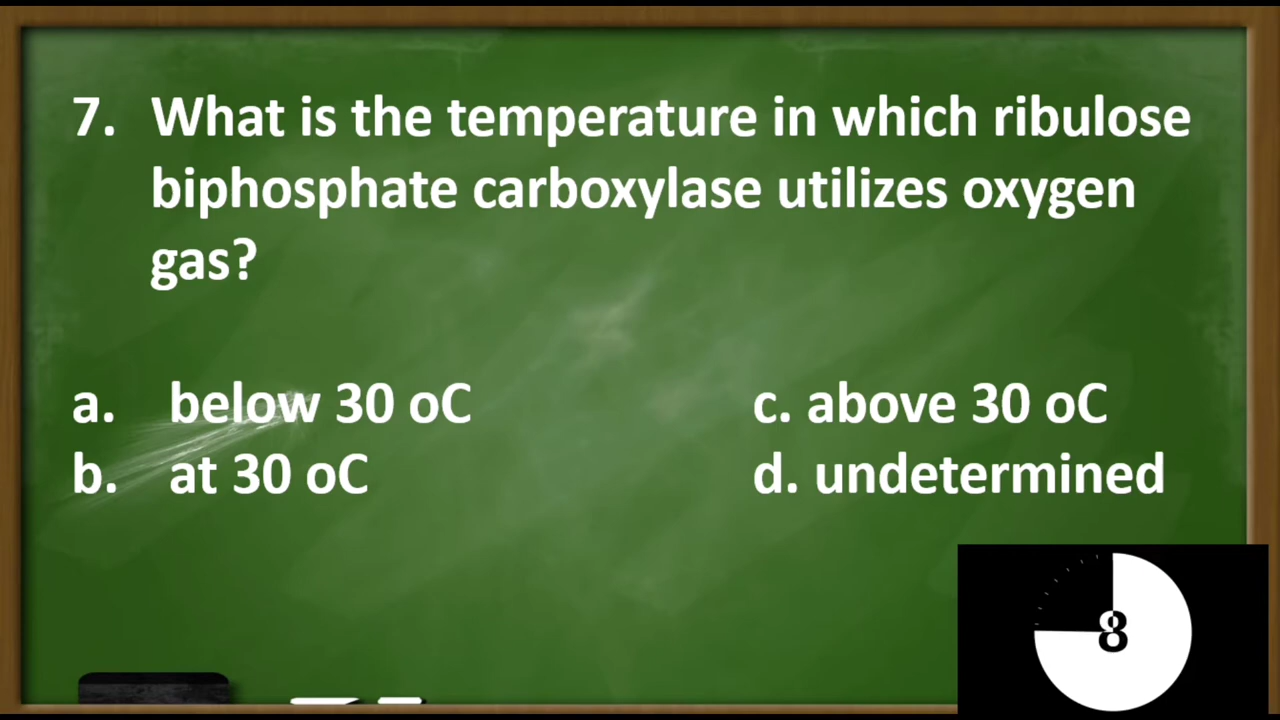 7. What is the temperature in which ribulose
biphosphate carboxylase utilizes oxygen
gas?
a. below 30 oC c. above 30 oC
b. at 30 oC d. undetermined
8